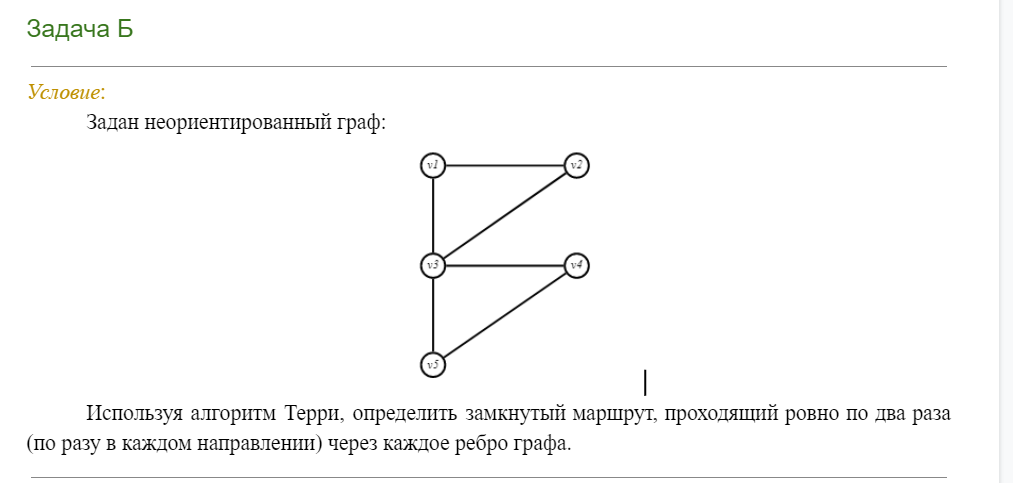 Задача Б
Условие:
Задан неориентированный граф:
v1
v2
v3
v4
v5
Используя алгоритм Терри, определить замкнутый маршрут, проходящий ровно по два раза
(по разу в каждом направлении) через каждое ребро графа.